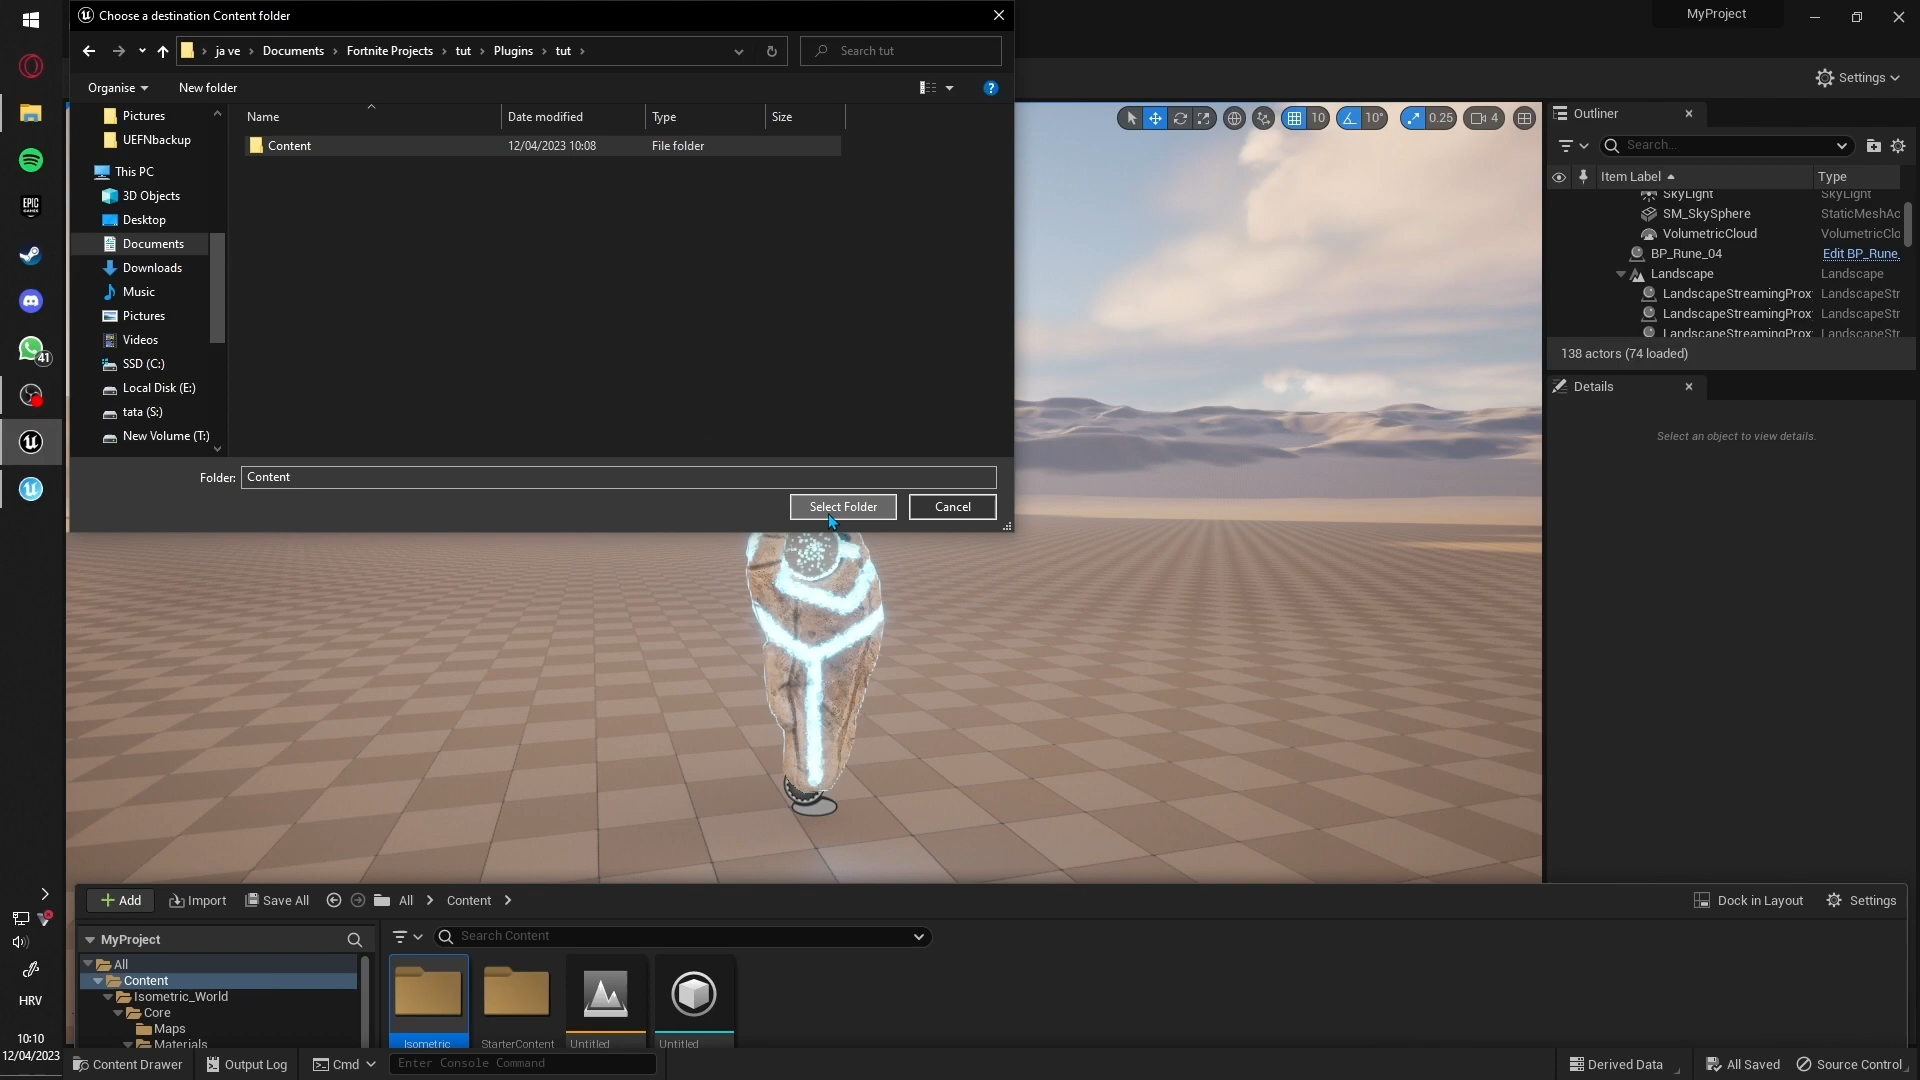 Choose a destination Content folder
MyProject
ja ve
Documents
Fortnite Projects
tut
Plugins
tut
Search tut
Settings
Organise
New folder
Name
Date modified
Type
Size
Content
12/04/2023 10:08
File folder
Pictures
UEFNbackup
This PC
3D Objects
Desktop
Documents
Downloads
Music
Pictures
Videos
SSD (C:)
Local Disk (E:)
tata (S:)
New Volume (T:)
Folder:
Content
Select Folder
Cancel
10
10°
0.25
4
Outliner
Search...
Item Label
Type
SkyLight
SkyLight
SM_SkySphere
StaticMeshAc
VolumetricCloud
VolumetricClo
BP_Rune_04
Edit BP_Rune_
Landscape
Landscape
LandscapeStreamingProx
LandscapeStr
LandscapeStreamingProx
LandscapeStr
LandscapeStreamingProx
LandscapeStr
138 actors (74 loaded)
Details
Select an object to view details.
EPIC
GAMES
41
Add
Import
Save All
All
Content
Dock in Layout
Settings
MyProject
Search Content
All
Content
Isometric_World
Core
Maps
Materials
Isometric
StarterContent
Untitled
Untitled
HRV
10:10
12/04/2023
Content Drawer
Output Log
Cmd
Enter Console Command
Derived Data
All Saved
Source Control